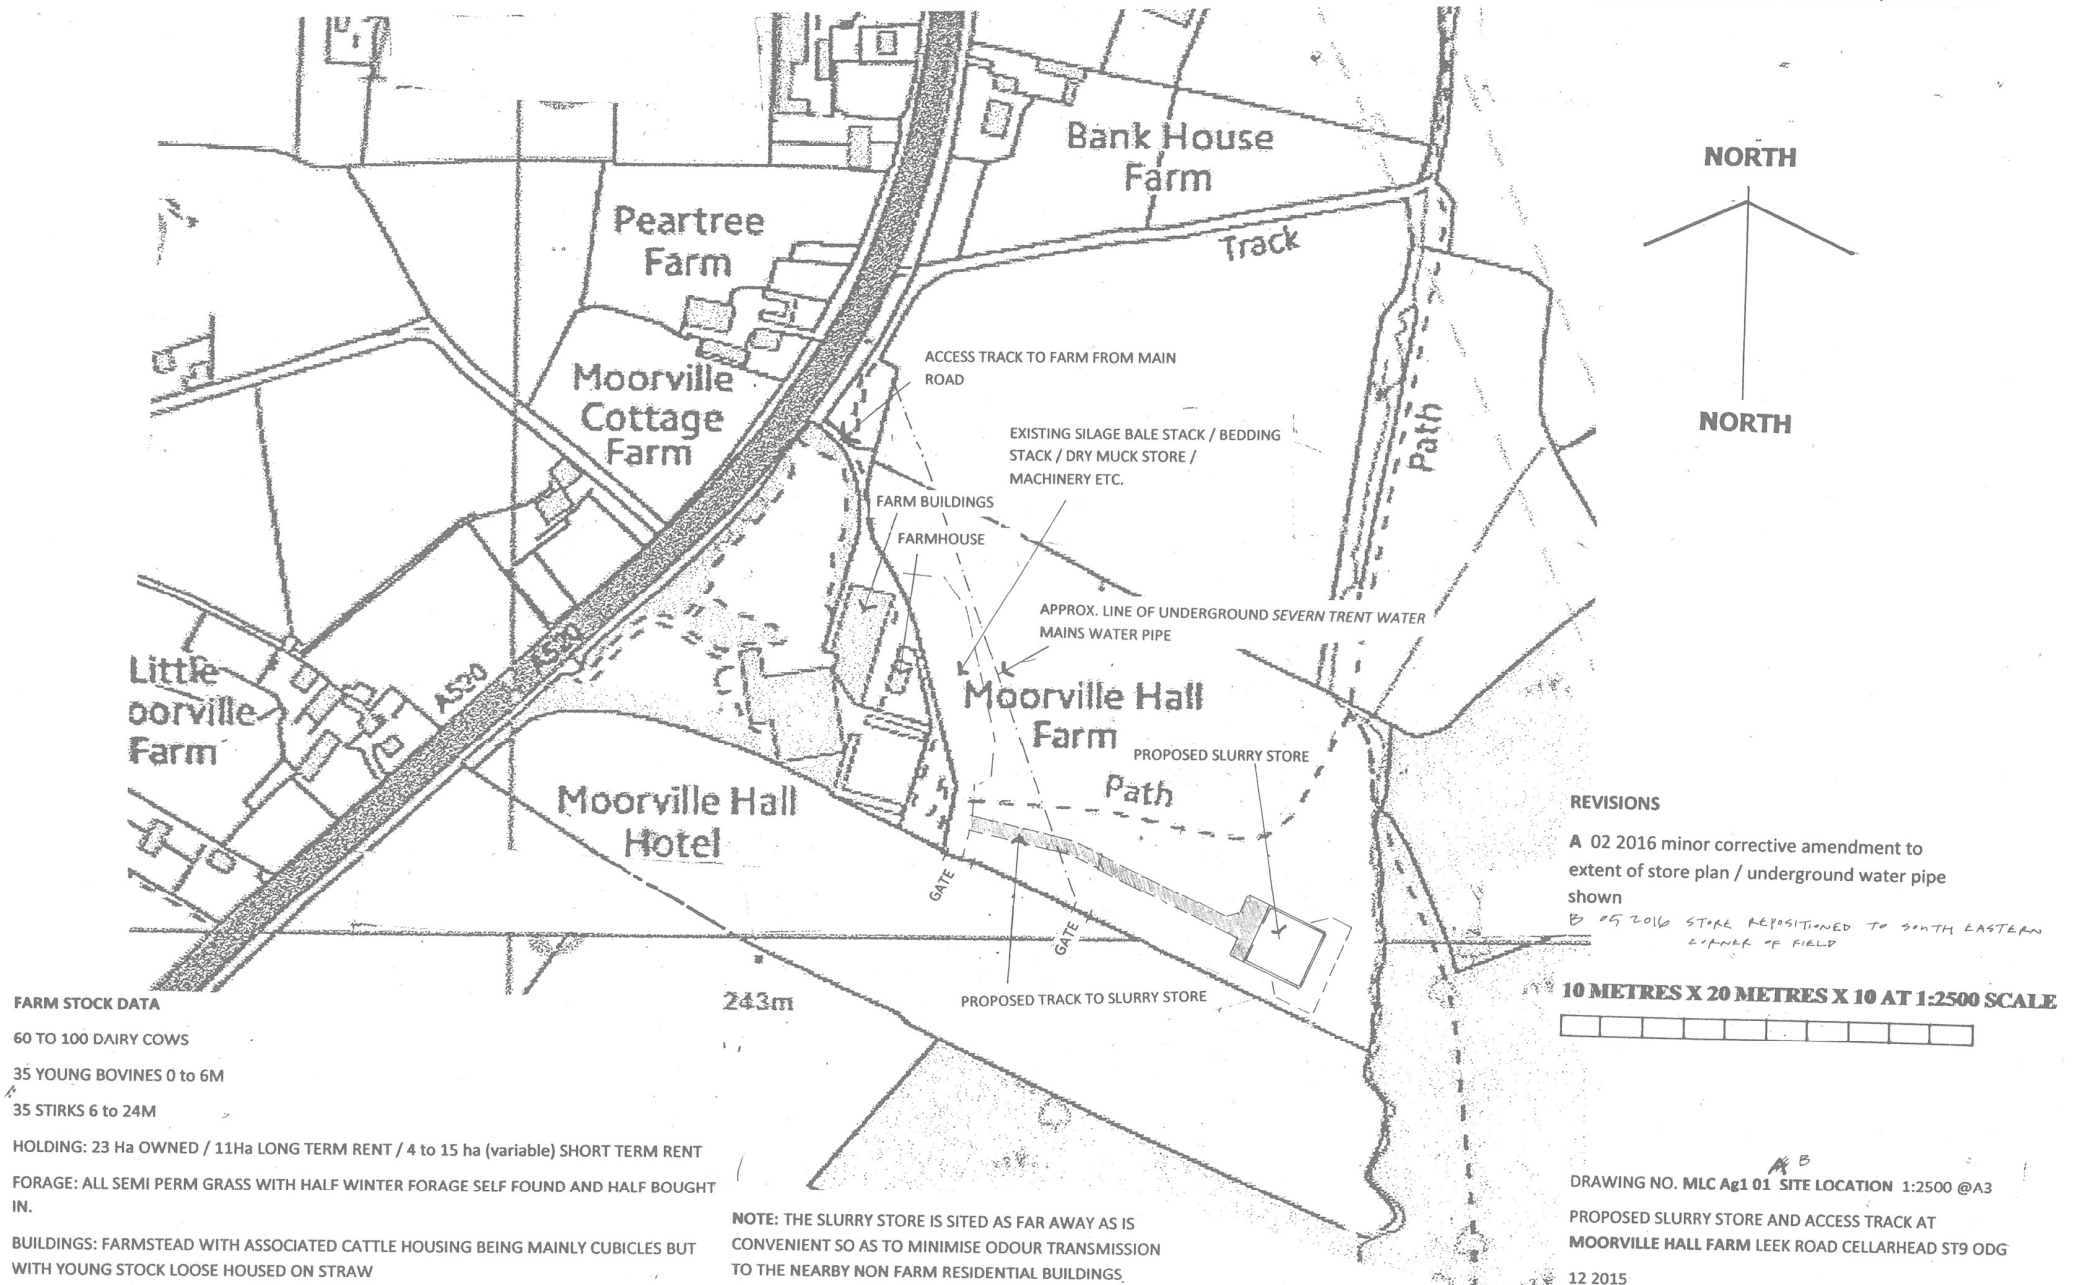 Bank House
Farm
NORTH
Peartree
Farm
Track
ACCESS TRACK TO FARM FROM MAIN
ROAD
Moorville
Cottage
Farm
NORTH
Path
EXISTING SILAGE BALE STACK / BEDDING
STACK / DRY MUCK STORE /
MACHINERY ETC.
FARM BUILDINGS
FARMHOUSE
APPROX. LINE OF UNDERGROUND SEVERN TRENT WATER
MAINS WATER PIPE
A520
A520
Little
oorville
Farm
Moorville Hall
Farm
PROPOSED SLURRY STORE
Path
Moorville Hall
Hotel
GATE
GATE
PROPOSED TRACK TO SLURRY STORE
243m
REVISIONS
A 02 2016 minor corrective amendment to
extent of store plan / underground water pipe
shown
B 05 2016 STORE REPOSITIONED TO SOUTH EASTERN
CORNER OF FIELD
10 METRES X 20 METRES X 10 AT 1:2500 SCALE
FARM STOCK DATA
60 TO 100 DAIRY COWS
35 YOUNG BOVINES 0 to 6M
35 STIRKS 6 to 24M
HOLDING: 23 Ha OWNED / 11Ha LONG TERM RENT / 4 to 15 ha (variable) SHORT TERM RENT
FORAGE: ALL SEMI PERM GRASS WITH HALF WINTER FORAGE SELF FOUND AND HALF BOUGHT
IN.
BUILDINGS: FARMSTEAD WITH ASSOCIATED CATTLE HOUSING BEING MAINLY CUBICLES BUT
WITH YOUNG STOCK LOOSE HOUSED ON STRAW
NOTE: THE SLURRY STORE IS SITED AS FAR AWAY AS IS
CONVENIENT SO AS TO MINIMISE ODOUR TRANSMISSION
TO THE NEARBY NON FARM RESIDENTIAL BUILDINGS
A B
DRAWING NO. MLC Ag1 01 SITE LOCATION 1:2500 @A3
PROPOSED SLURRY STORE AND ACCESS TRACK AT
MOORVILLE HALL FARM LEEK ROAD CELLARHEAD ST9 0DG
12 2015